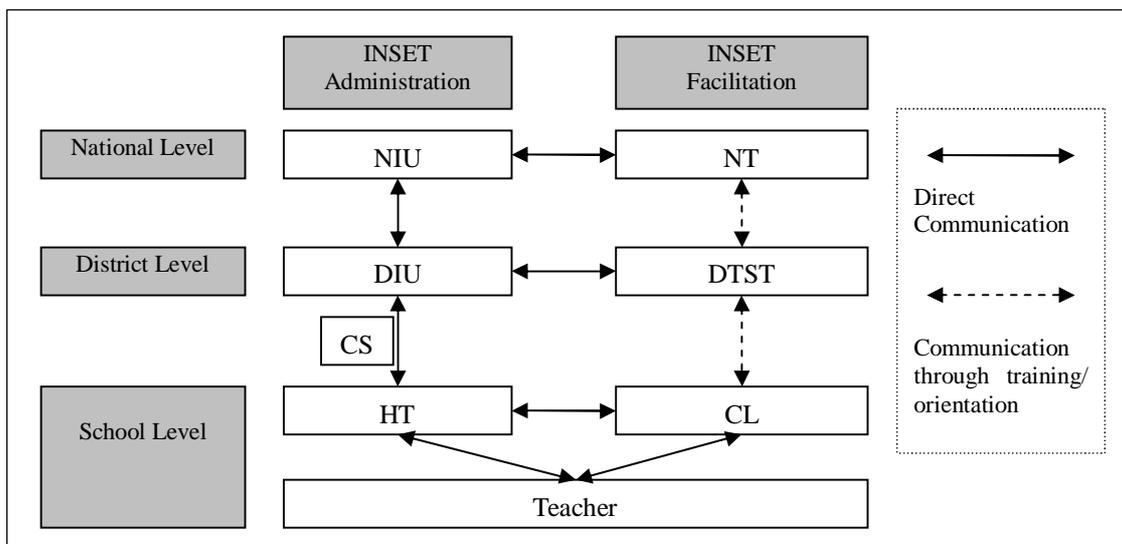 INSET
Administration
INSET
Facilitation
National Level
NIU
NT
Direct
Communication
District Level
DIU
DTST
CS
Communication
through training/
orientation
School Level
HT
CL
Teacher